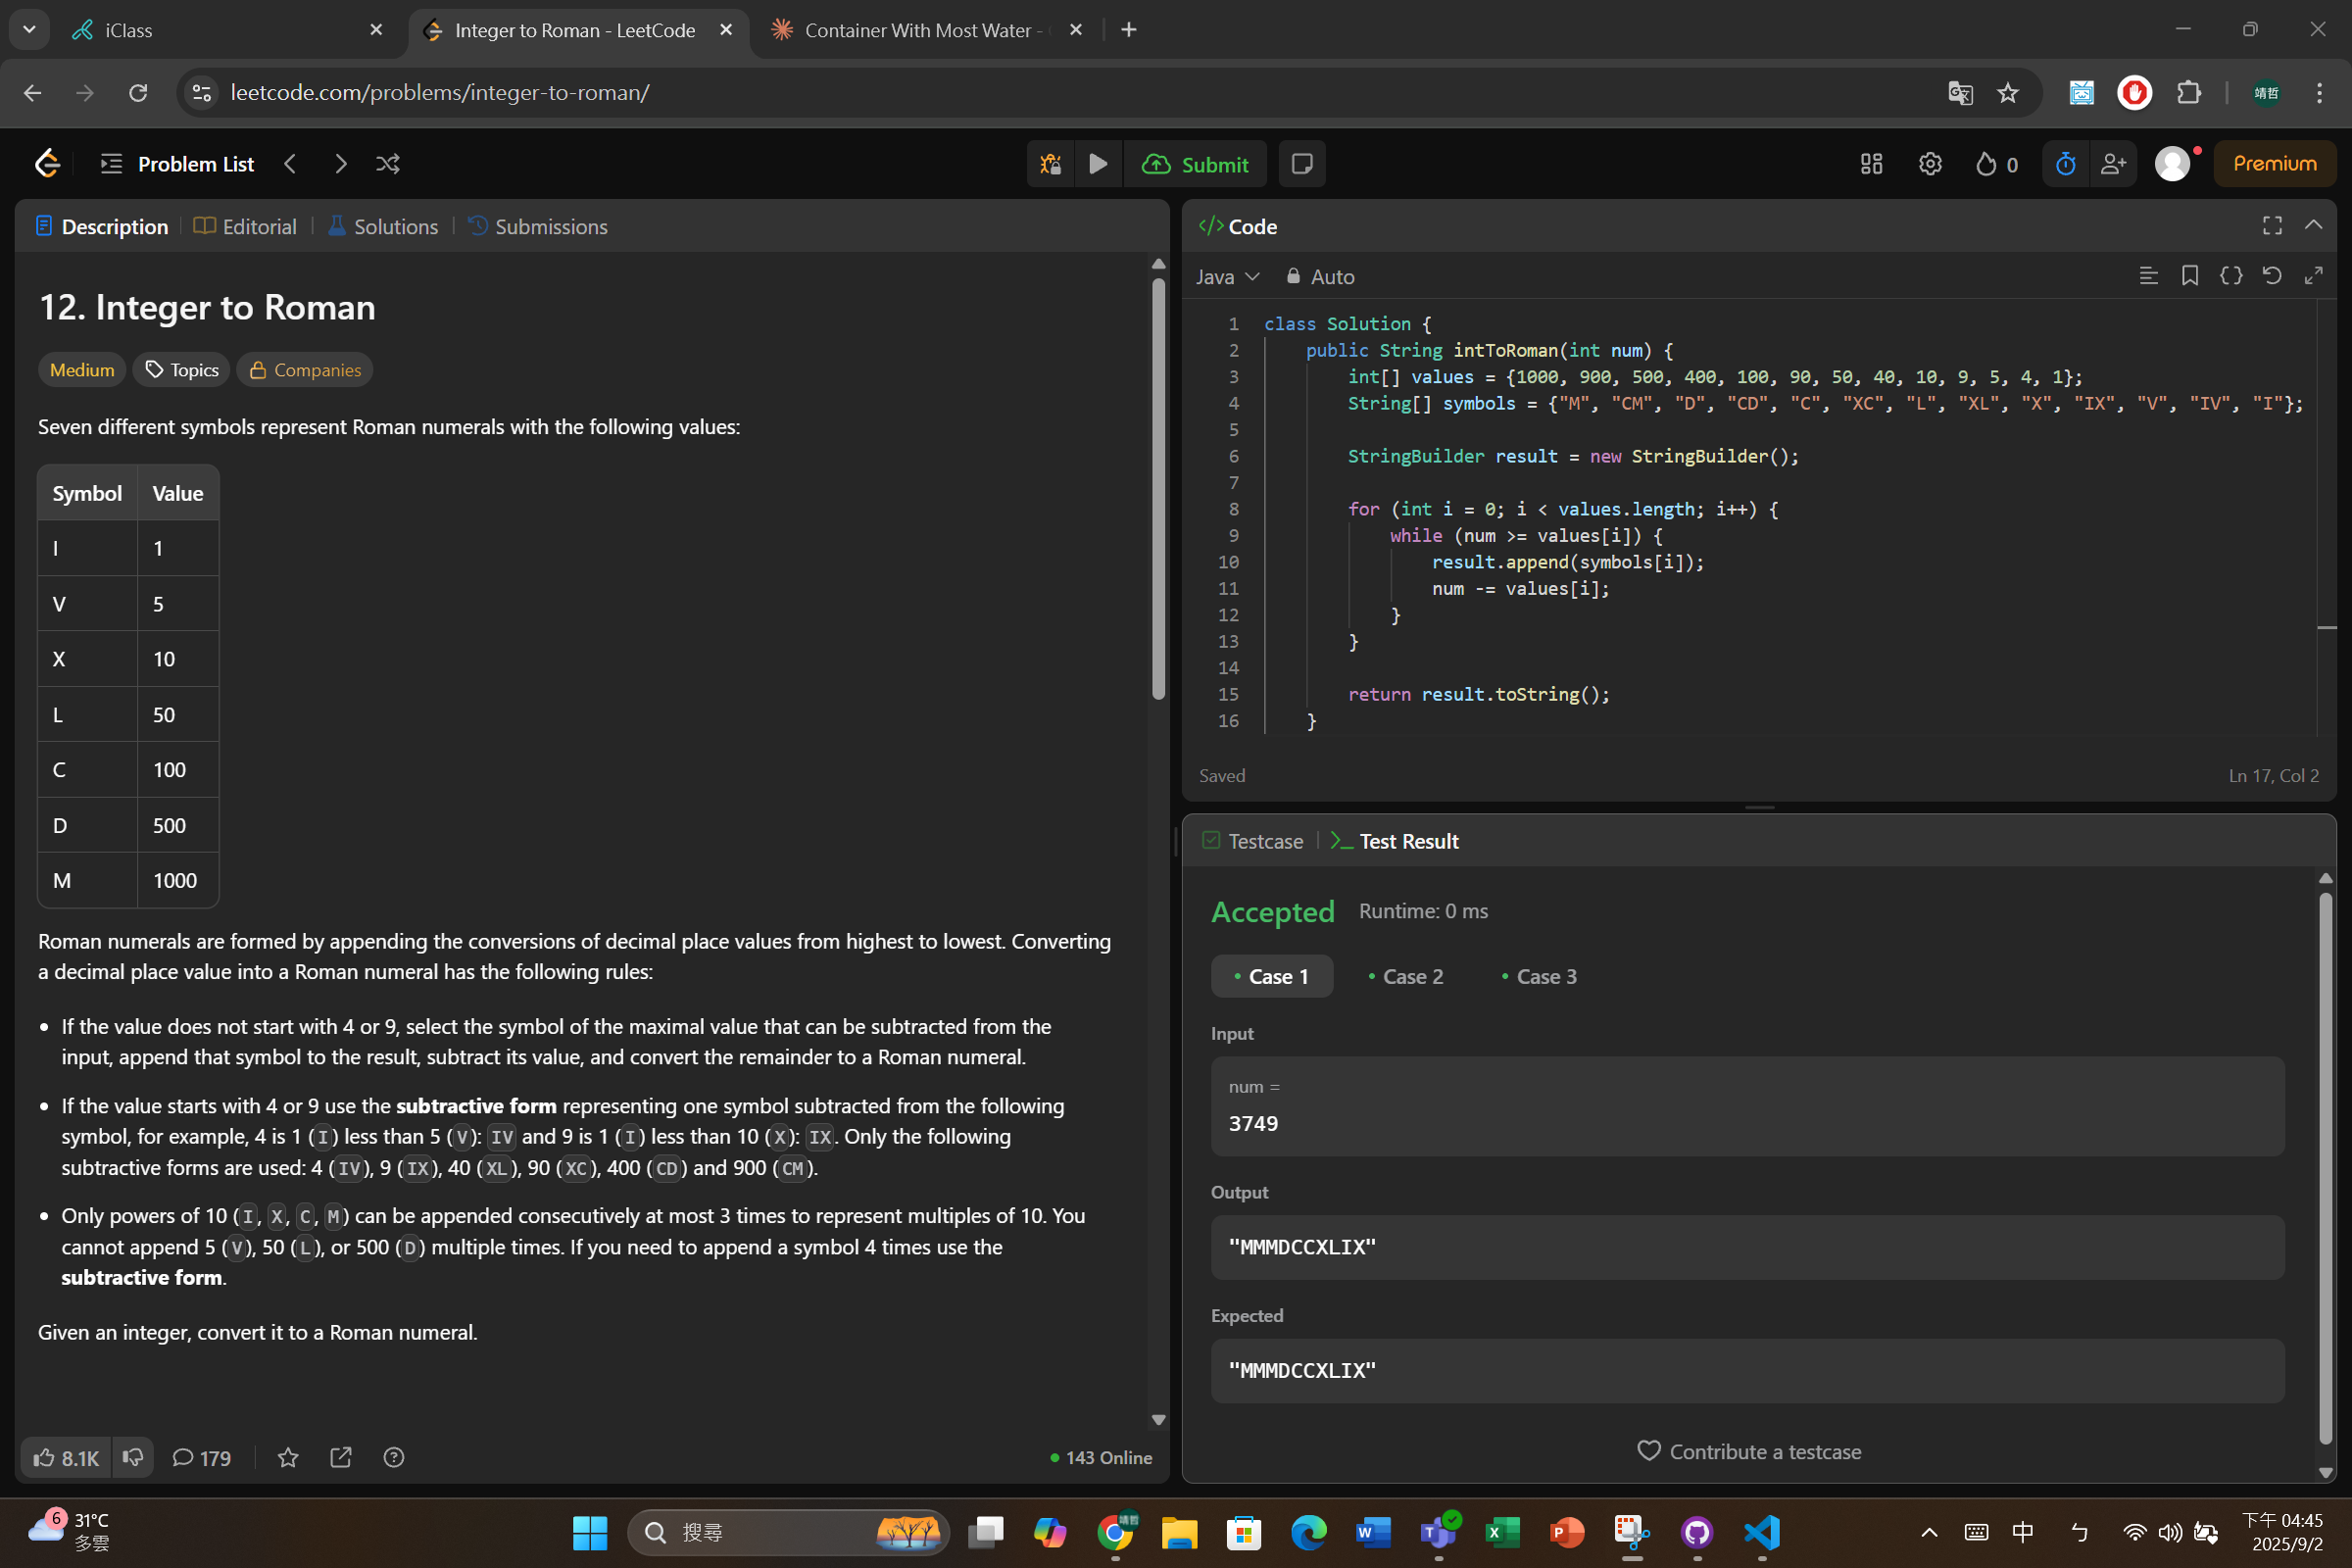 iClass
Integer to Roman - LeetCode
Container With Most Water -
leetcode.com/problems/integer-to-roman/
靖哲
Problem List
Submit
0
Premium
Description
Editorial
Solutions
Submissions
12. Integer to Roman
Medium
Topics
Companies
Seven different symbols represent Roman numerals with the following values:
Symbol Value
I 1
V 5
X 10
L 50
C 100
D 500
M 1000
Roman numerals are formed by appending the conversions of decimal place values from highest to lowest. Converting
a decimal place value into a Roman numeral has the following rules:
• If the value does not start with 4 or 9, select the symbol of the maximal value that can be subtracted from the
input, append that symbol to the result, subtract its value, and convert the remainder to a Roman numeral.
• If the value starts with 4 or 9 use the subtractive form representing one symbol subtracted from the following
symbol, for example, 4 is 1 (I) less than 5 (V): IV and 9 is 1 (I) less than 10 (X): IX. Only the following
subtractive forms are used: 4 (IV), 9 (IX), 40 (XL), 90 (XC), 400 (CD) and 900 (CM).
• Only powers of 10 (I, X, C, M) can be appended consecutively at most 3 times to represent multiples of 10. You
cannot append 5 (V), 50 (L), or 500 (D) multiple times. If you need to append a symbol 4 times use the
subtractive form.
Given an integer, convert it to a Roman numeral.
8.1K
179
143 Online
Code
Java
Auto
1 class Solution {
2     public String intToRoman(int num) {
3         int[] values = {1000, 900, 500, 400, 100, 90, 50, 40, 10, 9, 5, 4, 1};
4         String[] symbols = {"M", "CM", "D", "CD", "C", "XC", "L", "XL", "X", "IX", "V", "IV", "I"};
5
6         StringBuilder result = new StringBuilder();
7
8         for (int i = 0; i < values.length; i++) {
9             while (num >= values[i]) {
10                 result.append(symbols[i]);
11                 num -= values[i];
12             }
13         }
14
15         return result.toString();
16     }
Saved
Ln 17, Col 2
Testcase
Test Result
Accepted
Runtime: 0 ms
• Case 1
• Case 2
• Case 3
Input
num =
3749
Output
"MMMDCCXLIX"
Expected
"MMMDCCXLIX"
Contribute a testcase
6
31°C
多雲
搜尋
靖哲
中
ㄅ
下午 04:45
2025/9/2